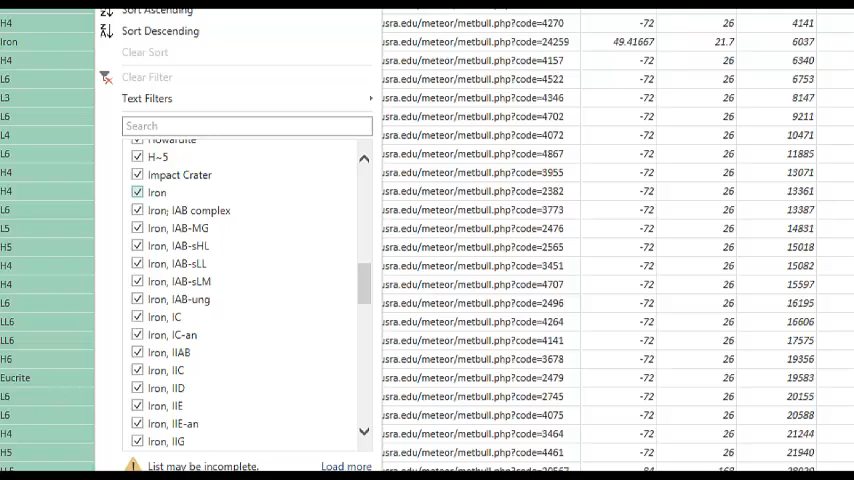 H4
Iron
H4
L6
L3
L6
L4
L6
H4
H4
L6
L5
H5
H4
H4
L6
LL6
LL6
H6
Eucrite
L6
L6
H4
H5
Sort Ascending
Sort Descending
Clear Sort
Clear Filter
Text Filters
Search
Howardite
H~5
Impact Crater
Iron
Iron; IAB complex
Iron, IAB-MG
Iron, IAB-sHL
Iron, IAB-sLL
Iron, IAB-sLM
Iron, IAB-ung
Iron, IC
Iron, IC-an
Iron, IIAB
Iron, IIC
Iron, IID
Iron, IIE
Iron, IIE-an
Iron, IIG
List may be incomplete. Load more
usra.edu/meteor/metbull.php?code=4270 -72 26 4141
usra.edu/meteor/metbull.php?code=24259 49.41667 21.7 6037
usra.edu/meteor/metbull.php?code=4157 -72 26 6340
usra.edu/meteor/metbull.php?code=4522 -72 26 6753
usra.edu/meteor/metbull.php?code=4346 -72 26 8147
usra.edu/meteor/metbull.php?code=4702 -72 26 9211
usra.edu/meteor/metbull.php?code=4072 -72 26 10471
usra.edu/meteor/metbull.php?code=4867 -72 26 11885
usra.edu/meteor/metbull.php?code=3955 -72 26 13071
usra.edu/meteor/metbull.php?code=2382 -72 26 13361
usra.edu/meteor/metbull.php?code=3773 -72 26 13387
usra.edu/meteor/metbull.php?code=2476 -72 26 14831
usra.edu/meteor/metbull.php?code=2565 -72 26 15018
usra.edu/meteor/metbull.php?code=3451 -72 26 15082
usra.edu/meteor/metbull.php?code=4707 -72 26 15597
usra.edu/meteor/metbull.php?code=2496 -72 26 16195
usra.edu/meteor/metbull.php?code=4264 -72 26 16606
usra.edu/meteor/metbull.php?code=4141 -72 26 17575
usra.edu/meteor/metbull.php?code=3678 -72 26 19356
usra.edu/meteor/metbull.php?code=2479 -72 26 19583
usra.edu/meteor/metbull.php?code=2745 -72 26 20155
usra.edu/meteor/metbull.php?code=4075 -72 26 20588
usra.edu/meteor/metbull.php?code=3464 -72 26 21244
usra.edu/meteor/metbull.php?code=4461 -72 26 21940